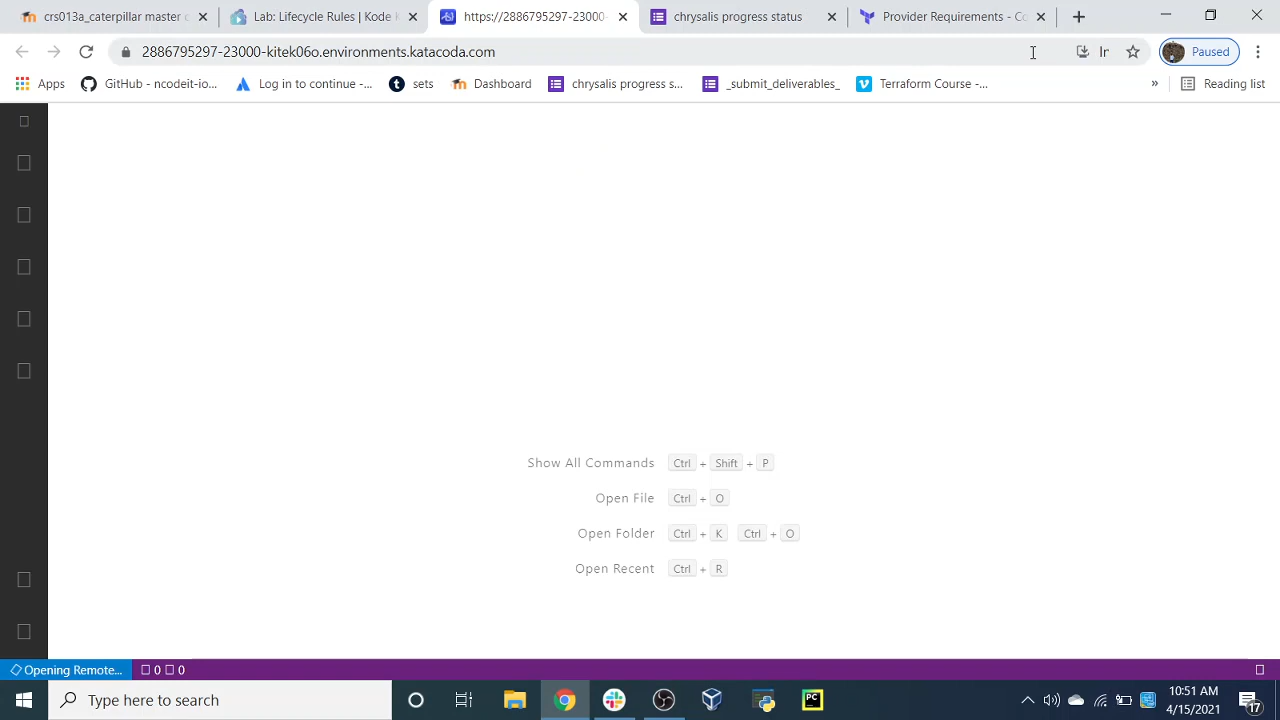 crs013a_caterpillar master
Lab: Lifecycle Rules | Kodek
https://2886795297-23000-
chrysalis progress status
Provider Requirements - Co
2886795297-23000-kitek06o.environments.katacoda.com
In
Paused
Apps
GitHub - ncodeit-io...
Log in to continue -...
sets
Dashboard
chrysalis progress s...
_submit_deliverables_
Terraform Course -...
»
Reading list
Show All Commands Ctrl + Shift + P
Open File Ctrl + O
Open Folder Ctrl + K Ctrl + O
Open Recent Ctrl + R
Opening Remote... 0 0
Type here to search
PC
10:51 AM
4/15/2021
17